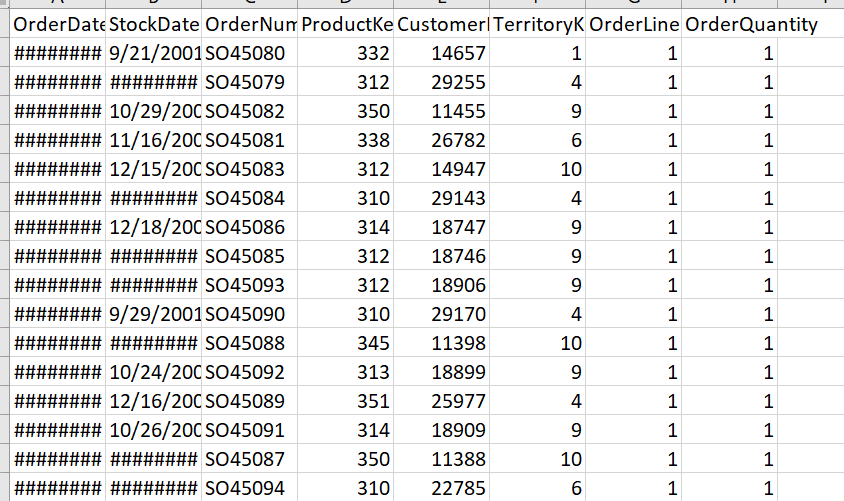 OrderDate StockDate OrderNum ProductKe CustomerI TerritoryK OrderLine OrderQuantity
######## 9/21/2001 SO45080 332 14657 1 1 1
######## ######## SO45079 312 29255 4 1 1
######## 10/29/200 SO45082 350 11455 9 1 1
######## 11/16/200 SO45081 338 26782 6 1 1
######## 12/15/200 SO45083 312 14947 10 1 1
######## ######## SO45084 310 29143 4 1 1
######## 12/18/200 SO45086 314 18747 9 1 1
######## ######## SO45085 312 18746 9 1 1
######## ######## SO45093 312 18906 9 1 1
######## 9/29/2001 SO45090 310 29170 4 1 1
######## ######## SO45088 345 11398 10 1 1
######## 10/24/200 SO45092 313 18899 9 1 1
######## 12/16/200 SO45089 351 25977 4 1 1
######## 10/26/200 SO45091 314 18909 9 1 1
######## ######## SO45087 350 11388 10 1 1
######## ######## SO45094 310 22785 6 1 1